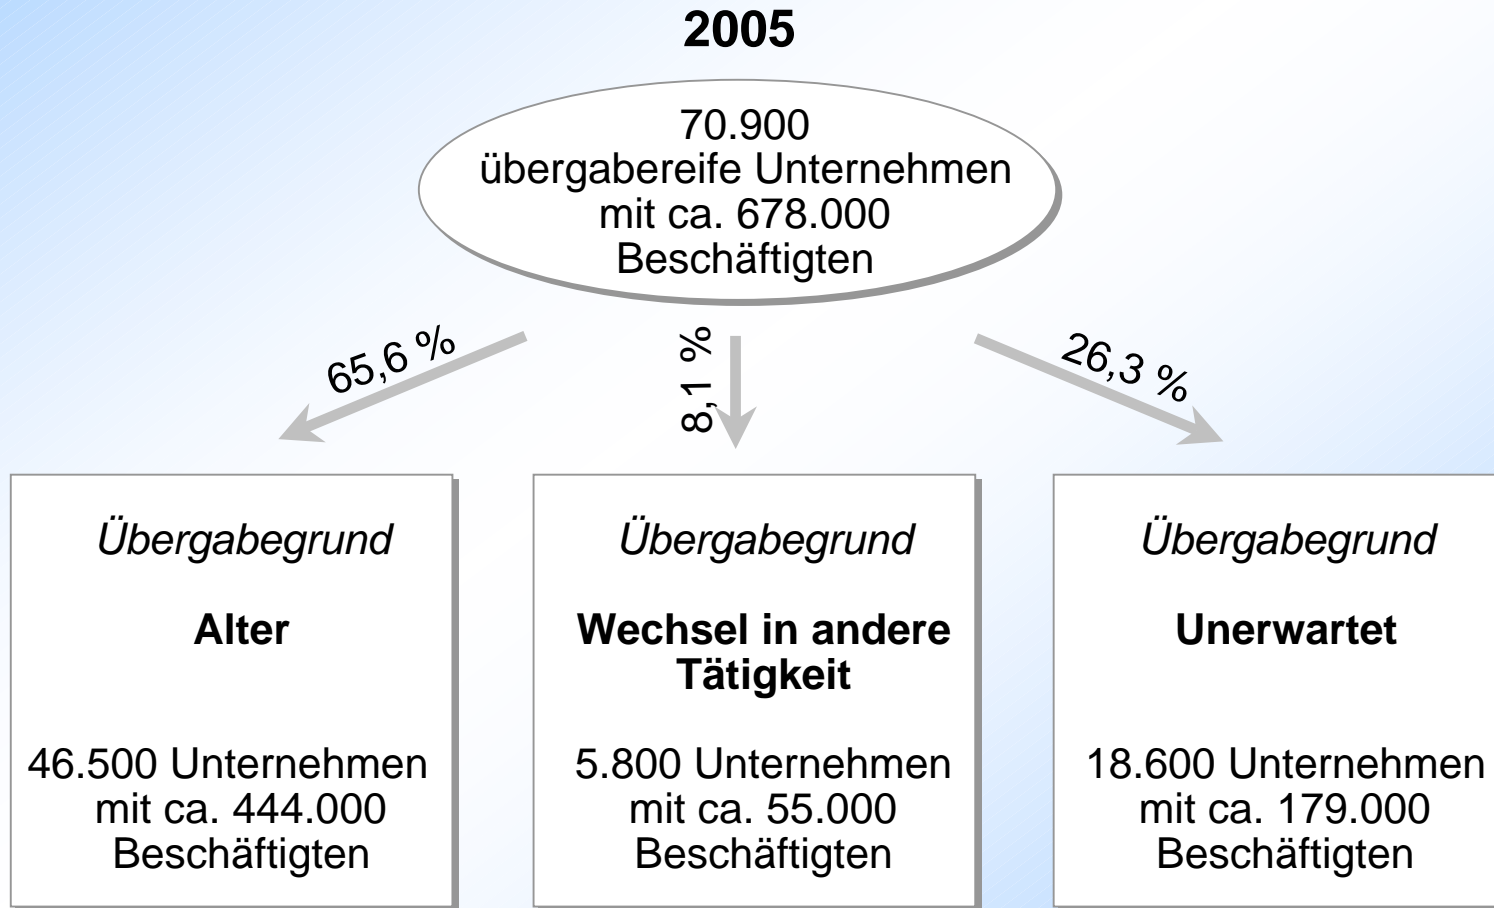 2005
70.900
übergabereife Unternehmen
mit ca. 678.000
Beschäftigten
65,6 %
8,1 %
26,3 %
Übergabegrund
Alter
46.500 Unternehmen
mit ca. 444.000
Beschäftigten
Übergabegrund
Wechsel in andere
Tätigkeit
5.800 Unternehmen
mit ca. 55.000
Beschäftigten
Übergabegrund
Unerwartet
18.600 Unternehmen
mit ca. 179.000
Beschäftigten